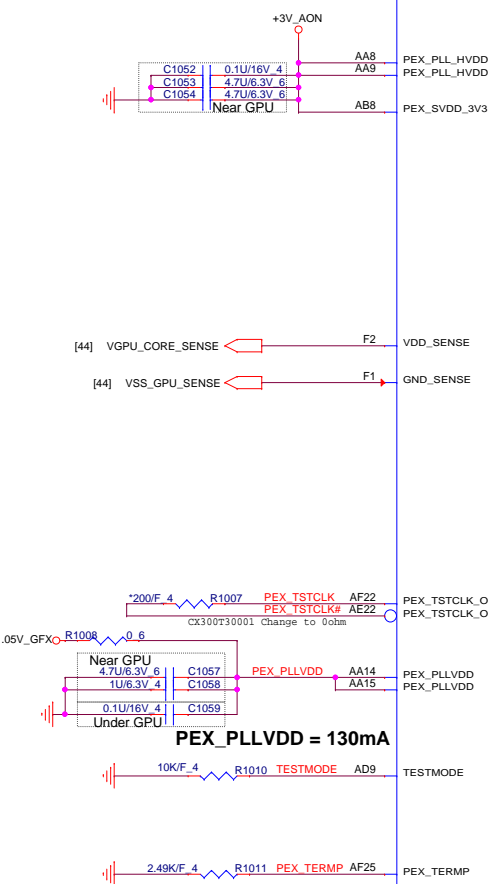 +3V_AON
AA8 PEX_PLL_HVDD
C1052 0.1U/16V_4 AA9 PEX_PLL_HVDD
C1053 4.7U/6.3V_6
C1054 4.7U/6.3V_6
Near GPU AB8 PEX_SVDD_3V3
[44] VGPU_CORE_SENSE F2 VDD_SENSE
[44] VSS_GPU_SENSE F1 GND_SENSE
*200/F_4 R1007 PEX_TSTCLK AF22 PEX_TSTCLK_O
PEX_TSTCLK# AE22 PEX_TSTCLK_O
CX300T30001 Change to 0ohm
.05V_GFX R1008 0_6
Near GPU
4.7U/6.3V_6 C1057 PEX_PLLVDD AA14 PEX_PLLVDD
1U/6.3V_4 C1058 AA15 PEX_PLLVDD
0.1U/16V_4 C1059
Under GPU
PEX_PLLVDD = 130mA
10K/F_4 R1010 TESTMODE AD9 TESTMODE
2.49K/F_4 R1011 PEX_TERMP AF25 PEX_TERMP